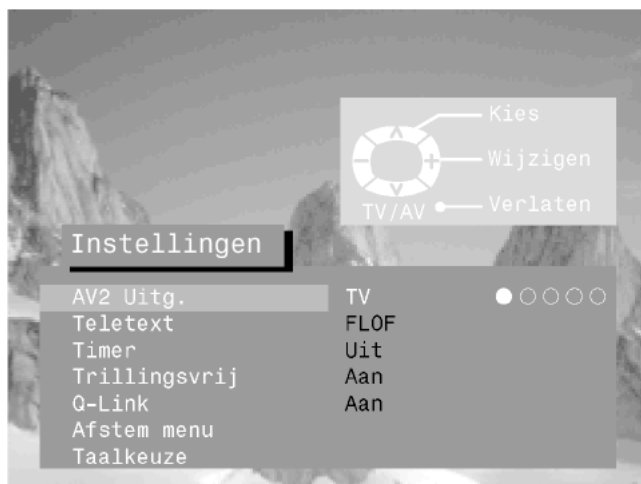 Kies
Wijzigen
TV/AV Verlaten
Instellingen
AV2 Uitg. TV
Teletext FLOF
Timer Uit
Trillingsvrij Aan
Q-Link Aan
Afstem menu
Taalkeuze